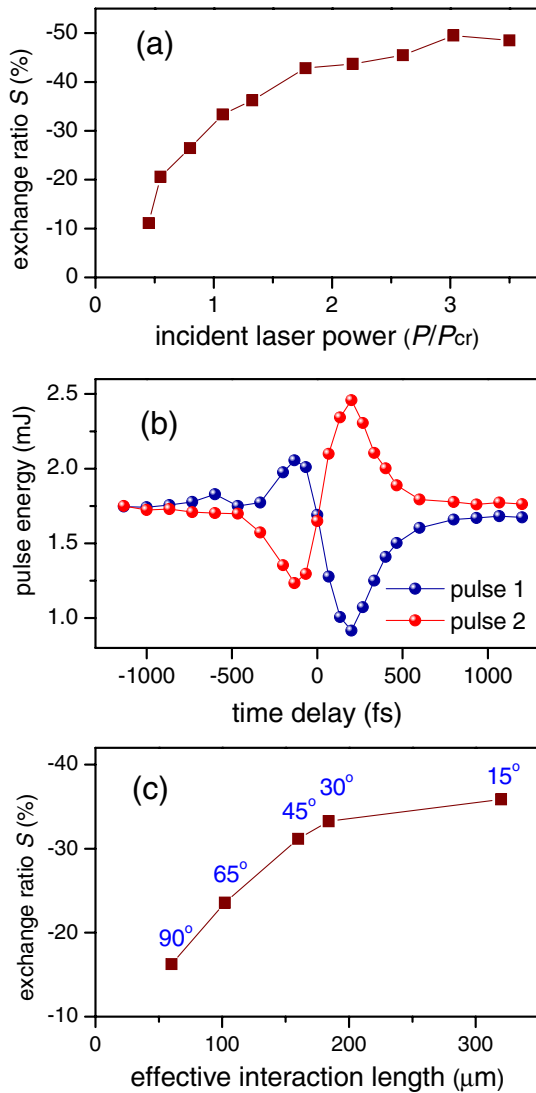 (a)
exchange ratio S (%)
-50
-40
-30
-20
-10
0
0 1 2 3
incident laser power (P/Pcr)
(b)
pulse energy (mJ)
2.5
2.0
1.5
1.0
pulse 1
pulse 2
-1000 -500 0 500 1000
time delay (fs)
(c)
exchange ratio S (%)
-40
-30
-20
-10
90° 65° 45° 30° 15°
0 100 200 300
effective interaction length (μm)